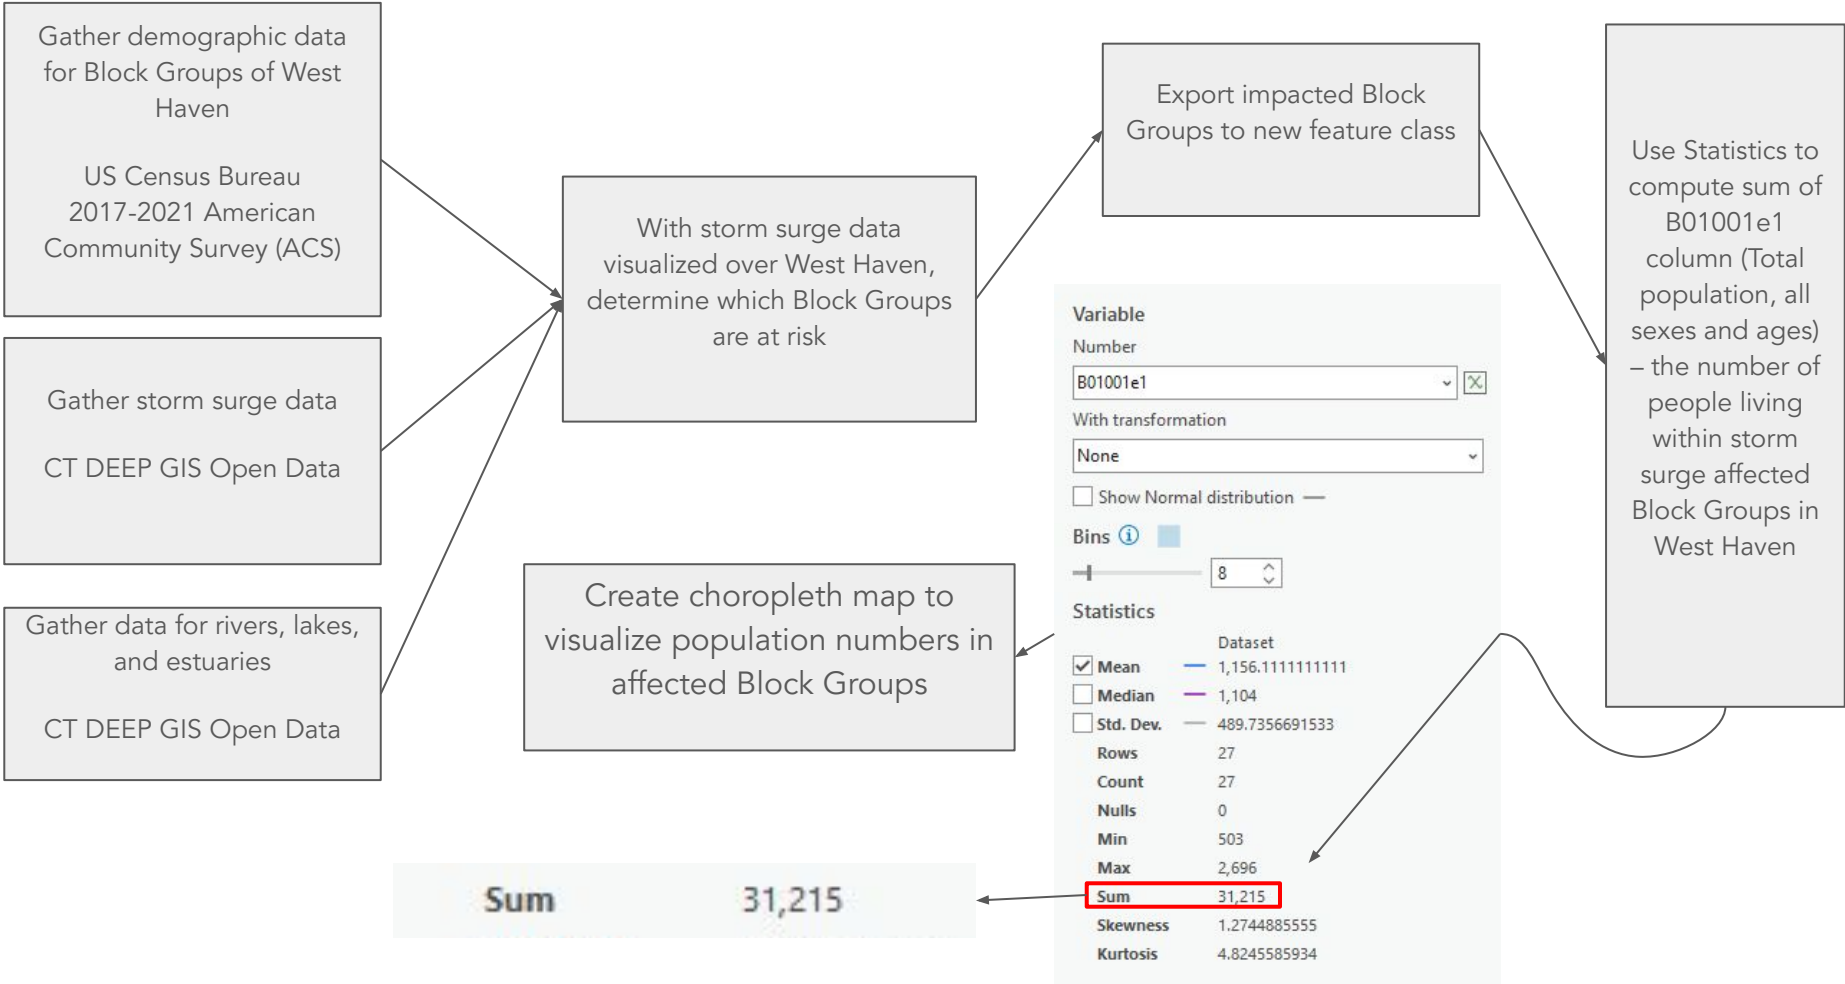 Gather demographic data
for Block Groups of West
Haven
US Census Bureau
2017-2021 American
Community Survey (ACS)
Gather storm surge data
CT DEEP GIS Open Data
Gather data for rivers, lakes,
and estuaries
CT DEEP GIS Open Data
With storm surge data
visualized over West Haven,
determine which Block Groups
are at risk
Export impacted Block
Groups to new feature class
Use Statistics to
compute sum of
B01001e1
column (Total
population, all
sexes and ages)
– the number of
people living
within storm
surge affected
Block Groups in
West Haven
Variable
Number
B01001e1
With transformation
None
Show Normal distribution
Bins
8
Statistics
Dataset
Mean 1,156.1111111111
Median 1,104
Std. Dev. 489.7356691533
Rows 27
Count 27
Nulls 0
Min 503
Max 2,696
Sum 31,215
Skewness 1.2744885555
Kurtosis 4.8245585934
Create choropleth map to
visualize population numbers in
affected Block Groups
Sum 31,215